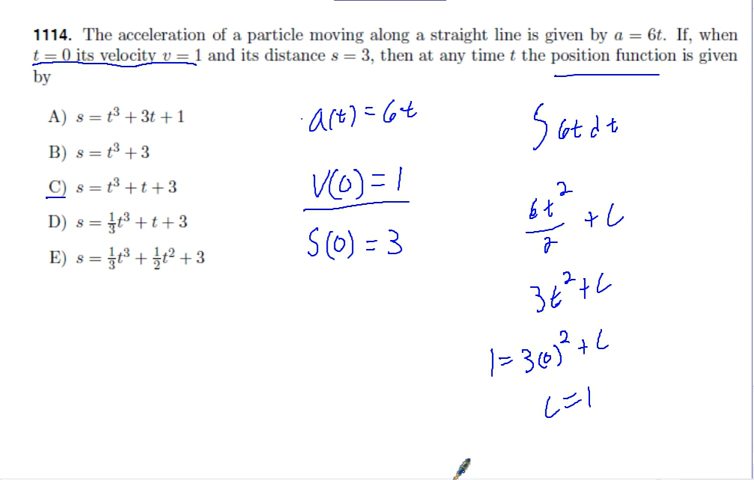 1114. The acceleration of a particle moving along a straight line is given by a = 6t. If, when
t = 0 its velocity v = 1 and its distance s = 3, then at any time t the position function is given
by
A) s = t³ + 3t + 1
B) s = t³ + 3
C) s = t³ + t + 3
D) s = ⅓t³ + t + 3
E) s = ⅓t³ + ½t² + 3
a(t) = 6t
V(0) = 1
S(0) = 3
∫ 6t dt
6t²/2 + C
3t² + C
1 = 3(0)² + C
C = 1